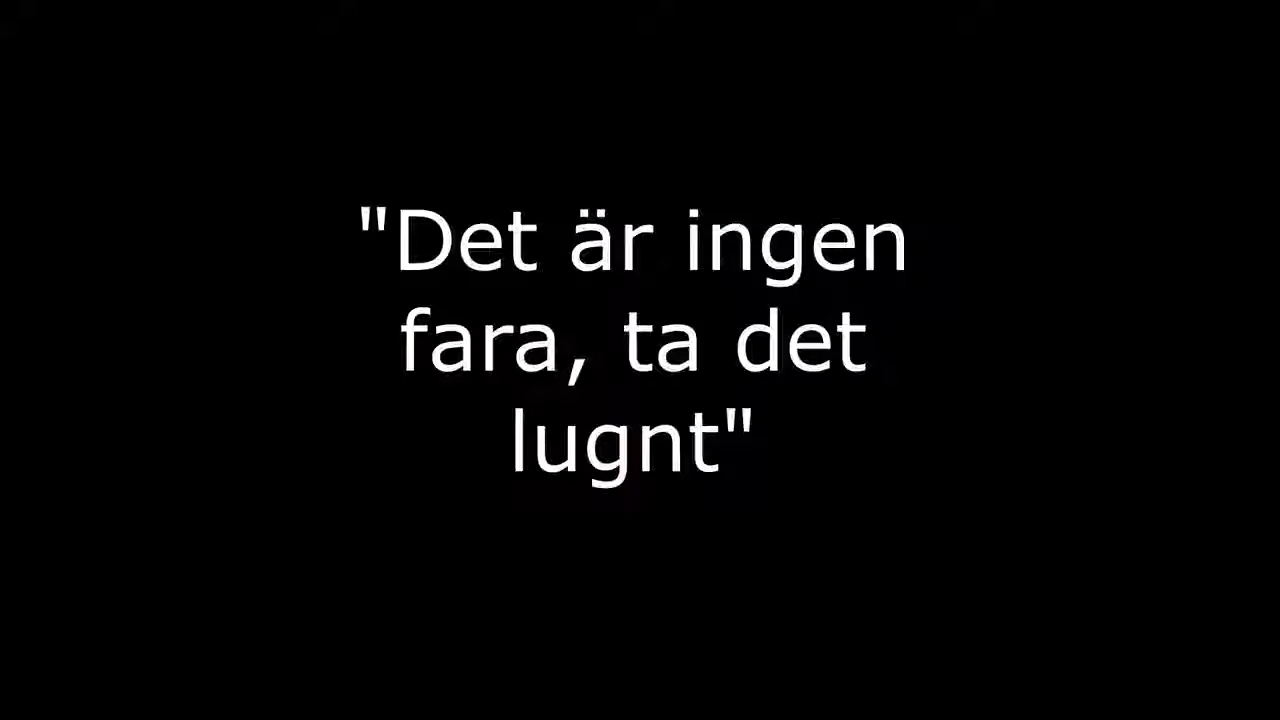 "Det är ingen
fara, ta det
lugnt"